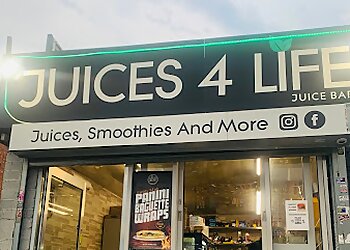 JUICES 4 LIFE
JUICE BAR
Juices, Smoothies And More
PANINI
BAGUETTE
WRAPS